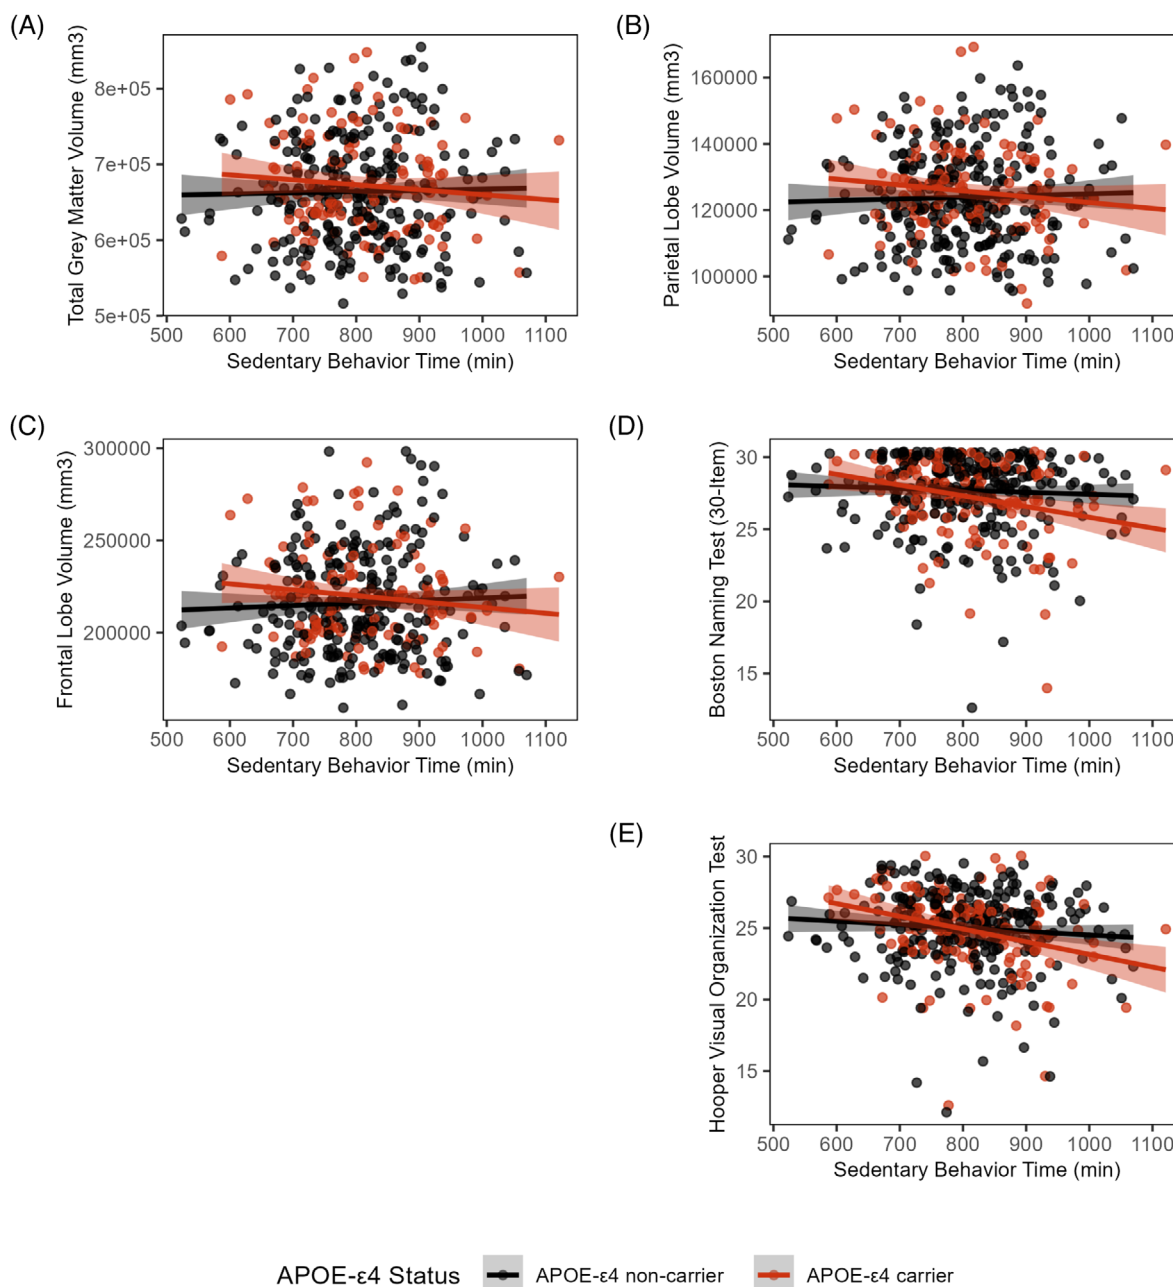 (A)
Total Grey Matter Volume (mm3)
8e+05
7e+05
6e+05
5e+05
500 600 700 800 900 1000 1100
Sedentary Behavior Time (min)
(B)
Parietal Lobe Volume (mm3)
160000
140000
120000
100000
500 600 700 800 900 1000 1100
Sedentary Behavior Time (min)
(C)
Frontal Lobe Volume (mm3)
300000
250000
200000
500 600 700 800 900 1000 1100
Sedentary Behavior Time (min)
(D)
Boston Naming Test (30-Item)
30
25
20
15
500 600 700 800 900 1000 1100
Sedentary Behavior Time (min)
(E)
Hooper Visual Organization Test
30
25
20
15
500 600 700 800 900 1000 1100
Sedentary Behavior Time (min)
APOE-ε4 Status APOE-ε4 non-carrier APOE-ε4 carrier